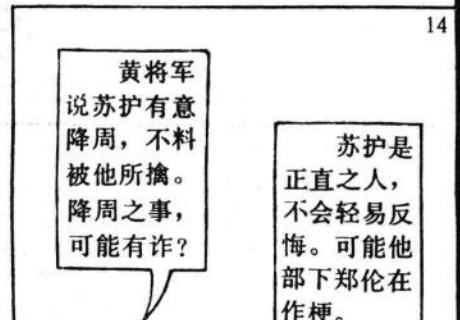 14
黄将军
说苏护有意
降周，不料
被他所擒。
降周之事，
可能有诈？
苏护是
正直之人，
不会轻易反
悔。可能他
部下郑伦在
作梗。